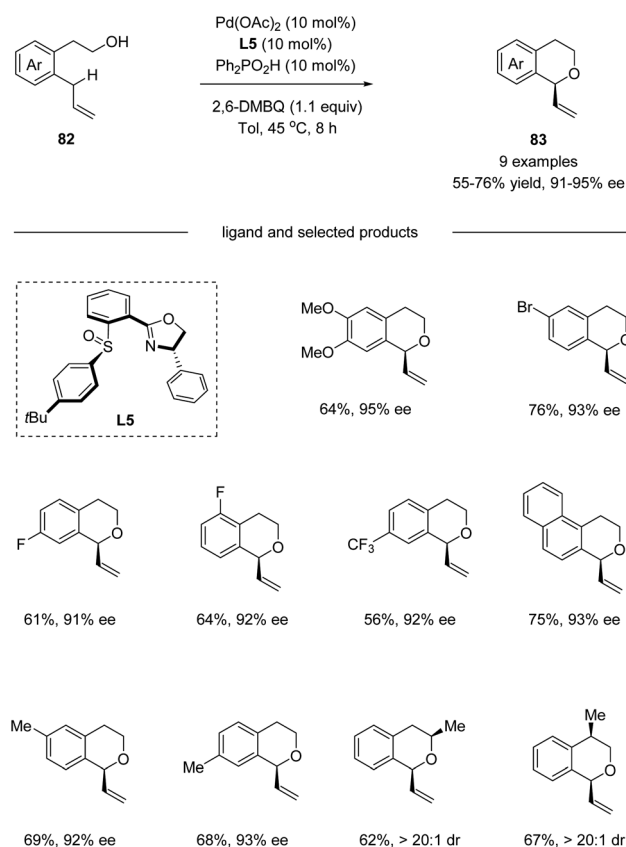 Pd(OAc)2 (10 mol%)
L5 (10 mol%)
Ph2PO2H (10 mol%)
2,6-DMBQ (1.1 equiv)
Tol, 45 °C, 8 h
OH
Ar
H
82
Ar
O
83
9 examples
55-76% yield, 91-95% ee
ligand and selected products
O
O
S
N
tBu
L5
MeO
MeO
O
64%, 95% ee
Br
O
76%, 93% ee
F
O
61%, 91% ee
F
O
64%, 92% ee
CF3
O
56%, 92% ee
O
75%, 93% ee
Me
O
69%, 92% ee
Me
O
68%, 93% ee
Me
O
62%, > 20:1 dr
Me
O
67%, > 20:1 dr